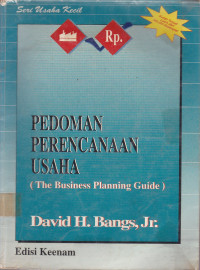 Seri Usaha Kecil
Rp.
PEDOMAN
PERENCANAAN
USAHA
( The Business Planning Guide )
David H. Bangs, Jr.
Edisi Keenam